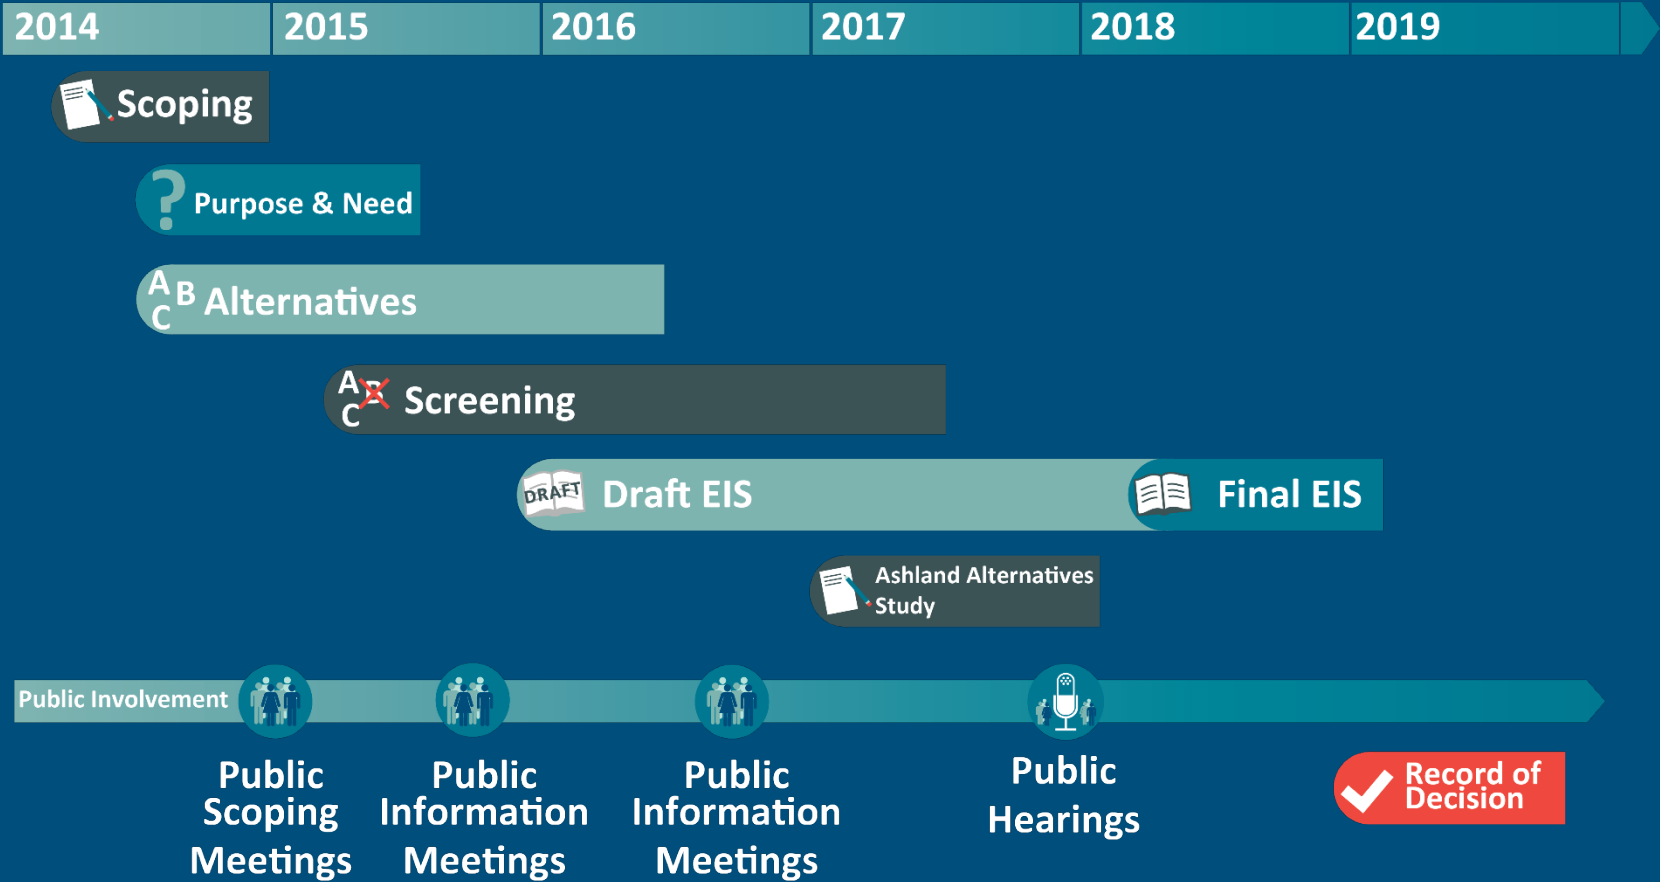 2014 2015 2016 2017 2018 2019
Scoping
? Purpose & Need
A B C Alternatives
A B C Screening
DRAFT Draft EIS Final EIS
Ashland Alternatives
Study
Public Involvement
Public
Scoping
Meetings
Public
Information
Meetings
Public
Information
Meetings
Public
Hearings
Record of
Decision